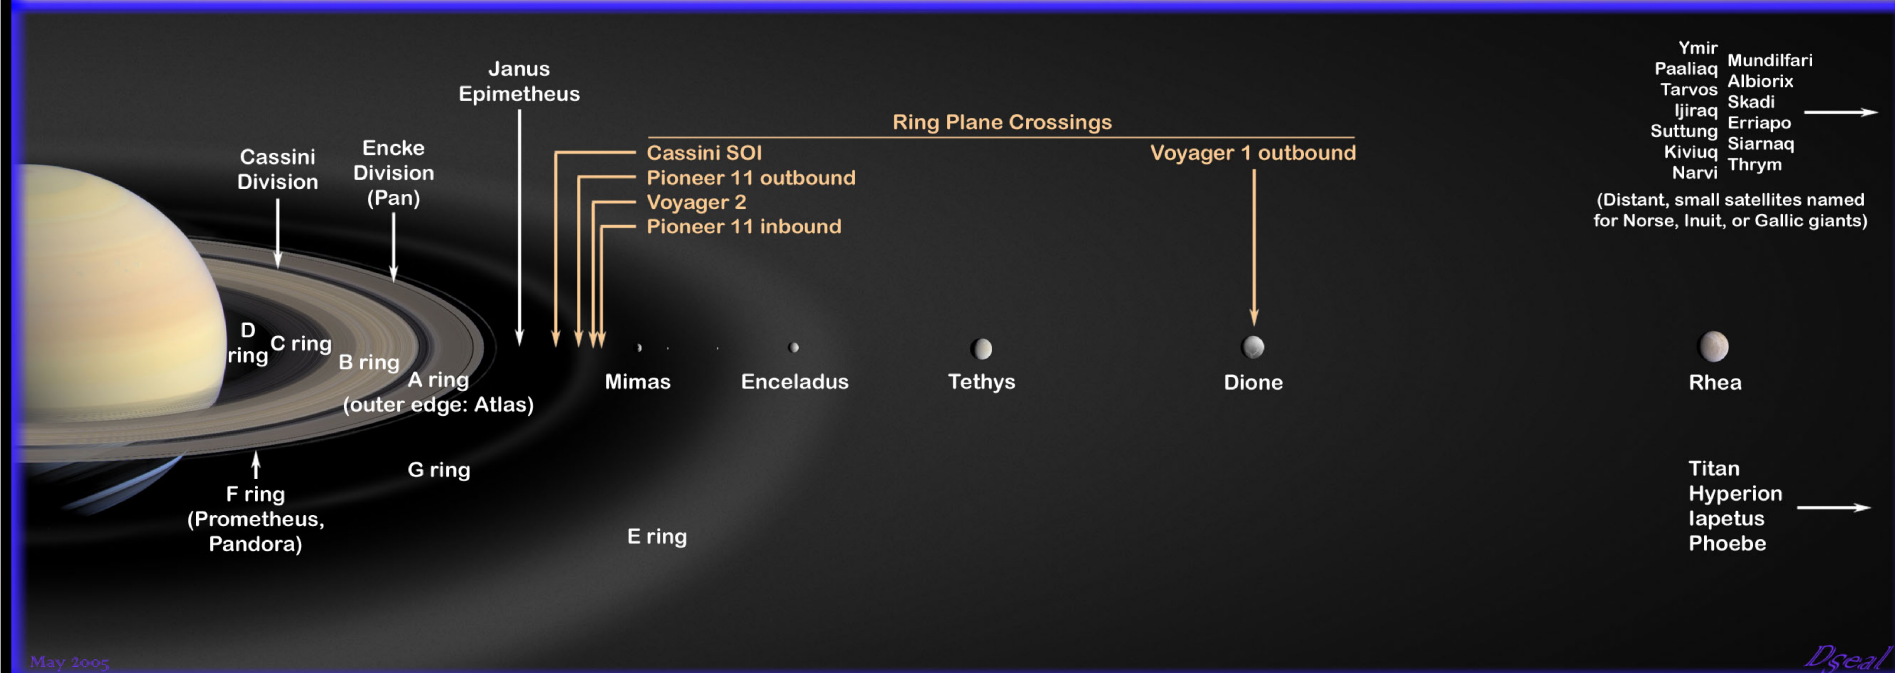 Janus
Epimetheus
Cassini
Division
Encke
Division
(Pan)
Ring Plane Crossings
Cassini SOI
Pioneer 11 outbound
Voyager 2
Pioneer 11 inbound
Voyager 1 outbound
Ymir
Paaliaq
Tarvos
Ijiraq
Suttung
Kiviuq
Narvi
Mundilfari
Albiorix
Skadi
Erriapo
Siarnaq
Thrym
(Distant, small satellites named
for Norse, Inuit, or Gallic giants)
D
ring
C ring
B ring
A ring
(outer edge: Atlas)
Mimas
Enceladus
Tethys
Dione
Rhea
G ring
F ring
(Prometheus,
Pandora)
E ring
Titan
Hyperion
Iapetus
Phoebe
May 2005
Dseal